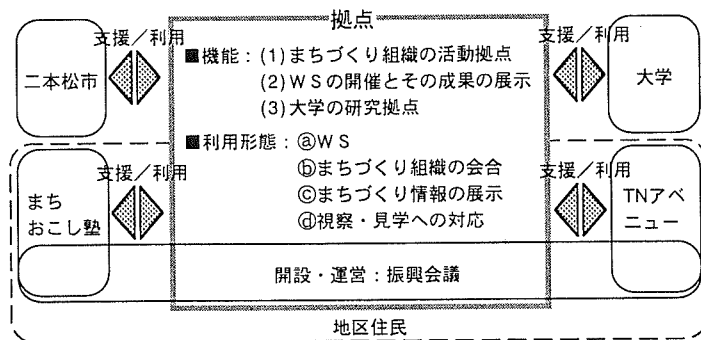 拠点
支援/利用
支援/利用
二本松市
■機能:(1)まちづくり組織の活動拠点
(2)WSの開催とその成果の展示
(3)大学の研究拠点
大学
■利用形態:ⓐWS
ⓑまちづくり組織の会合
ⓒまちづくり情報の展示
ⓓ視察・見学への対応
支援/利用
支援/利用
まち
おこし塾
TNアベ
ニュー
開設・運営:振興会議
地区住民